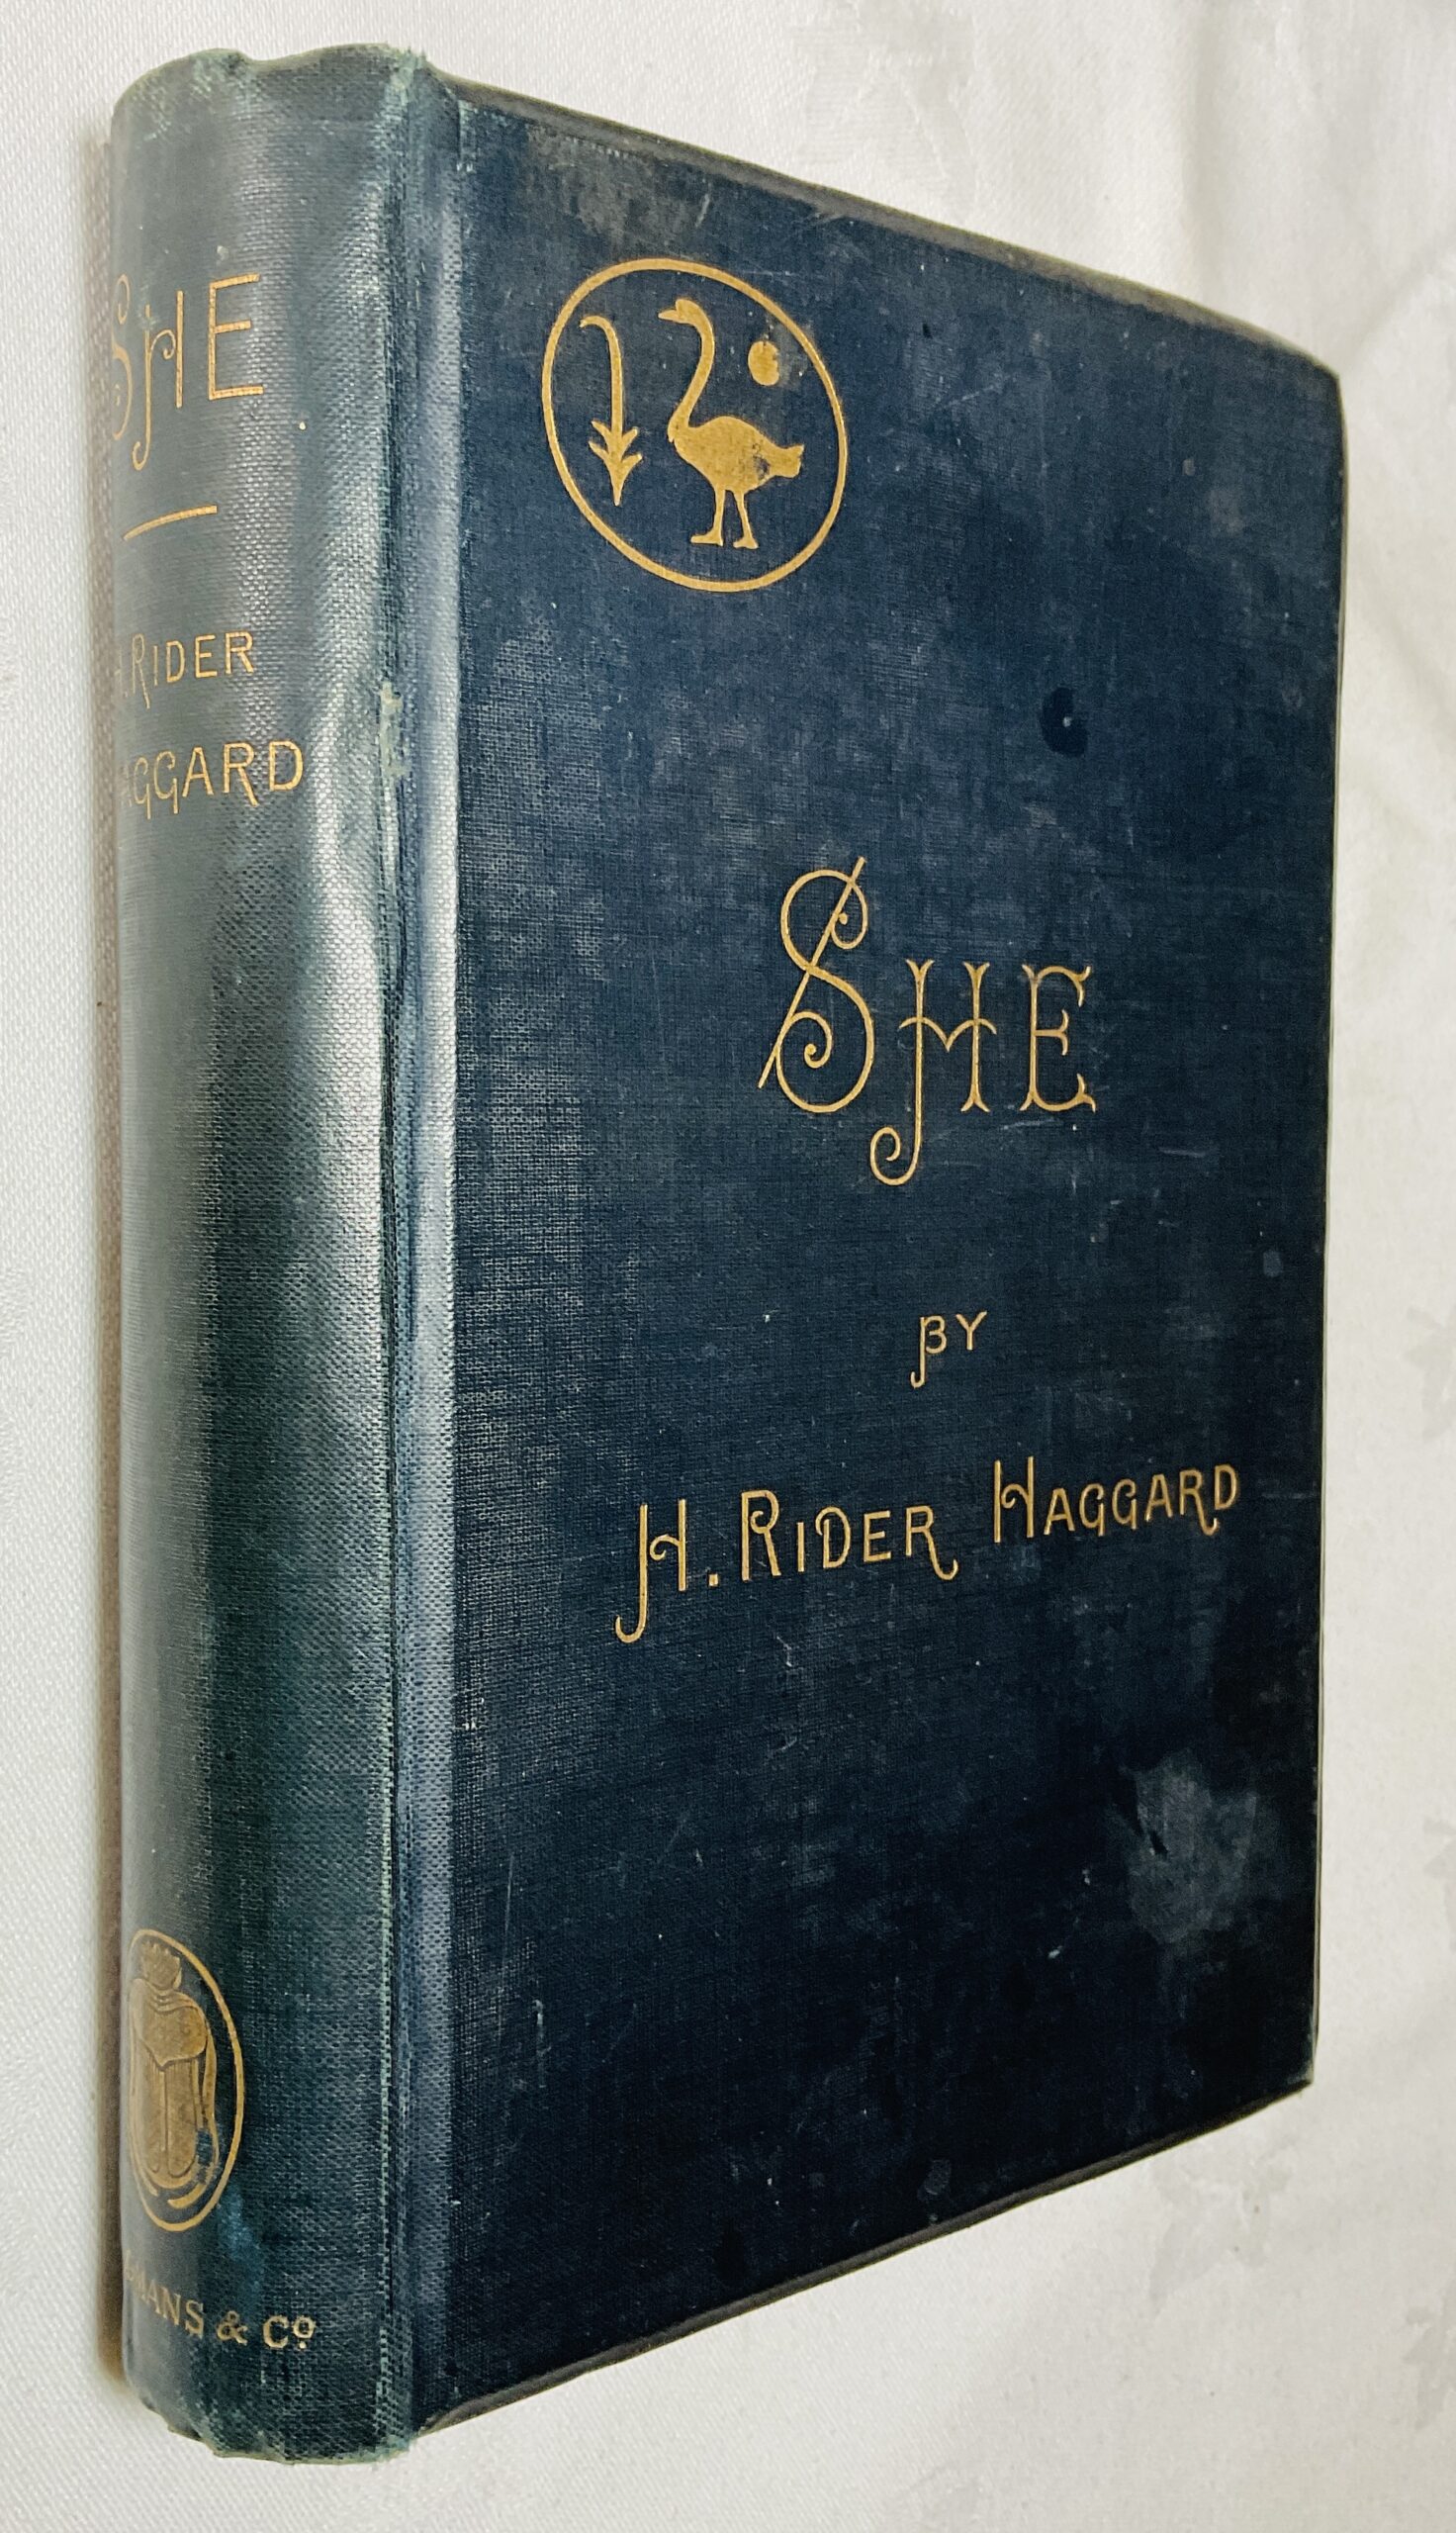 SHE
H. RIDER
HAGGARD
& Cº
SHE
BY
H. RIDER HAGGARD